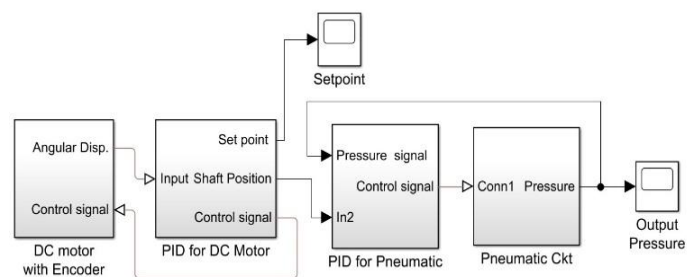 Setpoint
Angular Disp.
Control signal
DC motor
with Encoder
Set point
Input Shaft Position
Control signal
PID for DC Motor
Pressure signal
Control signal
In2
PID for Pneumatic
Conn1 Pressure
Pneumatic Ckt
Output
Pressure